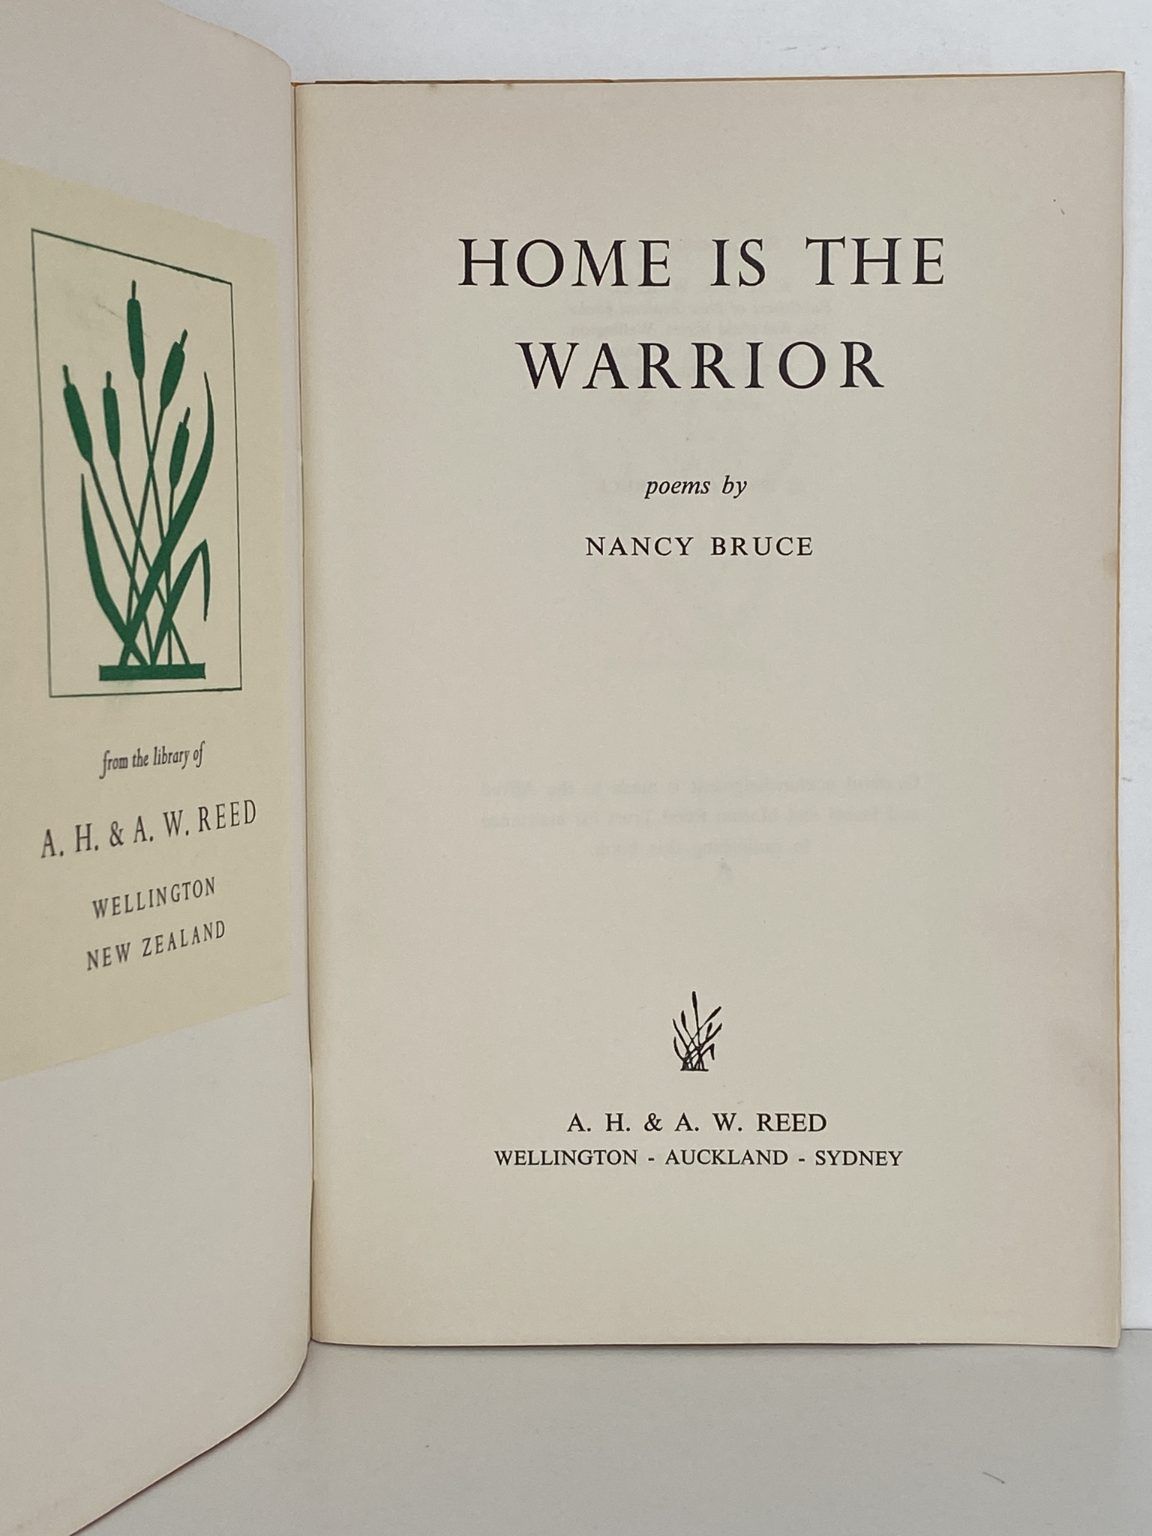 from the library of
A. H. & A. W. REED
WELLINGTON
NEW ZEALAND
HOME IS THE
WARRIOR
poems by
NANCY BRUCE
A. H. & A. W. REED
WELLINGTON - AUCKLAND - SYDNEY